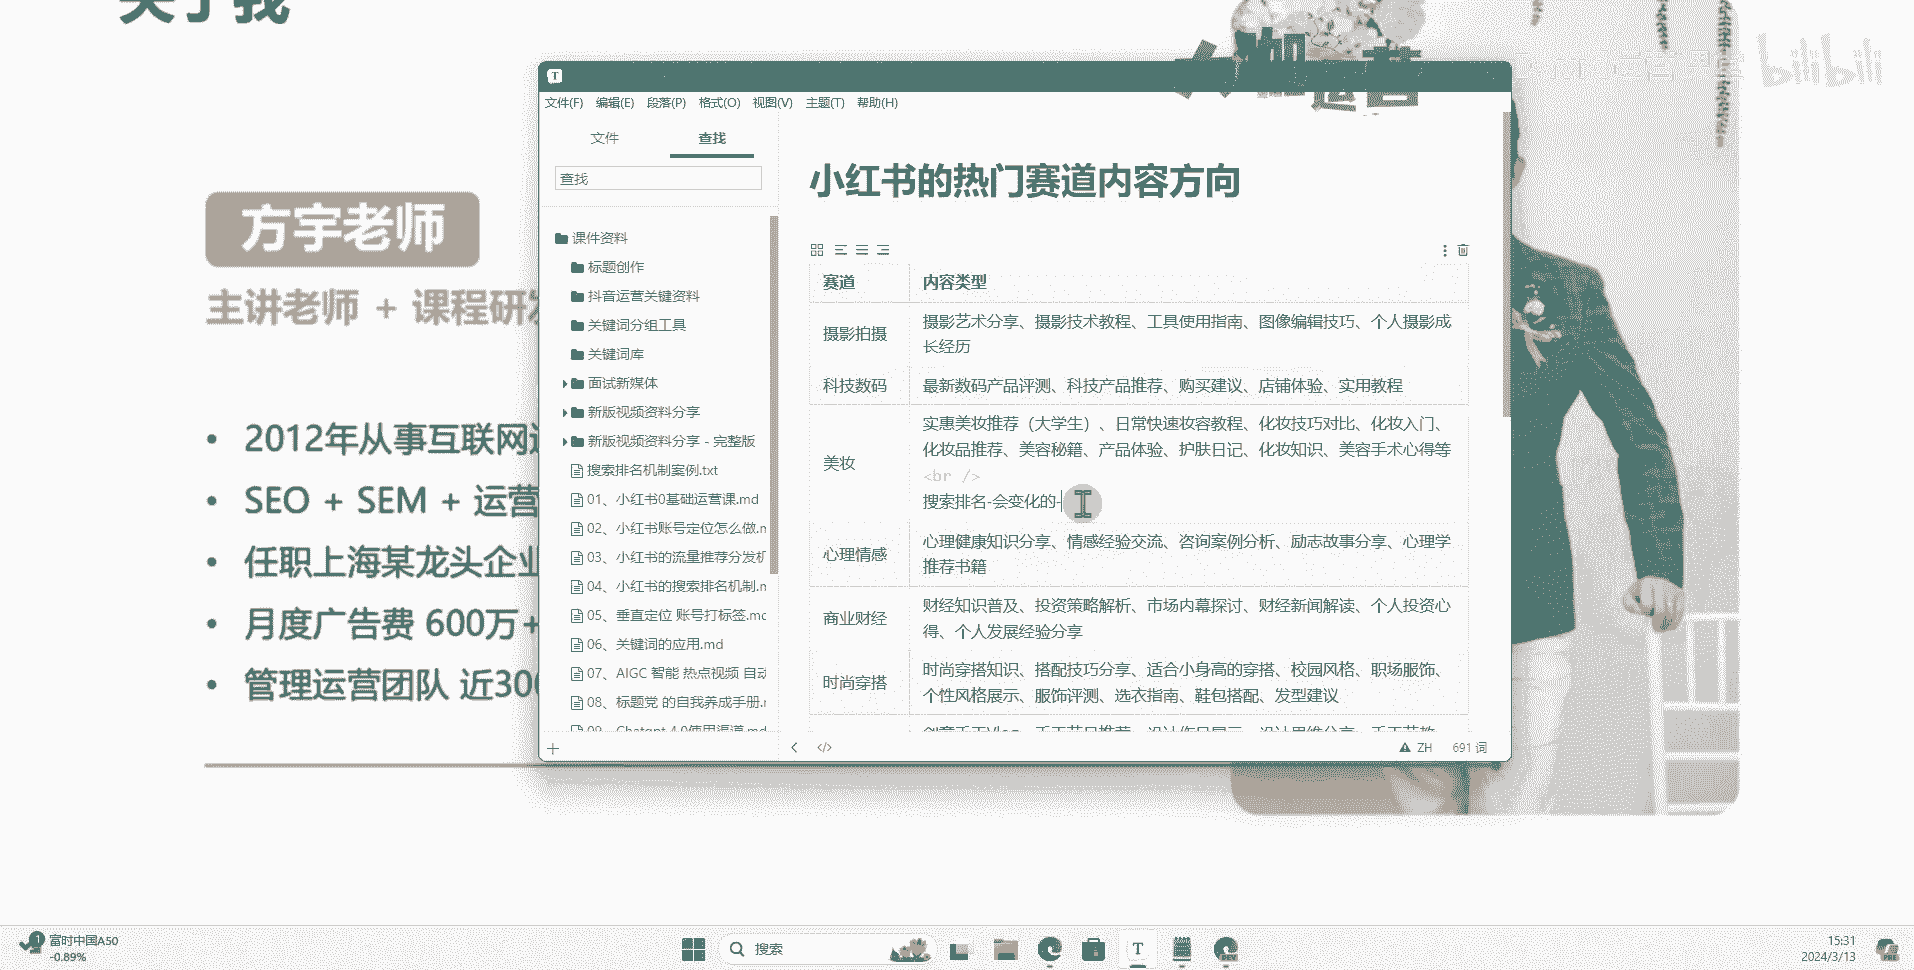 关于我
bilibili
运营
方宇老师
主讲老师 + 课程研发
2012年从事互联网运
SEO + SEM + 运营
任职上海某龙头企业
月度广告费 600万+
管理运营团队 近300
T
文件(F) 编辑(E) 段落(P) 格式(O) 视图(V) 主题(T) 帮助(H)
文件 查找
查找
课件资料
标题创作
抖音运营关键资料
关键词分组工具
关键词库
面试新媒体
新版视频资料分享
新版视频资料分享 - 完整版
搜索排名机制案例.txt
01、小红书0基础运营课.md
02、小红书账号定位怎么做.m
03、小红书的流量推荐分发机
04、小红书的搜索排名机制.m
05、垂直定位 账号打标签.mc
06、关键词的应用.md
07、AIGC 智能 热点视频 自动
08、标题党 的自我养成手册.m
09、Chatgpt 4.0使用渠道.md
小红书的热门赛道内容方向
赛道 内容类型
摄影拍摄 摄影艺术分享、摄影技术教程、工具使用指南、图像编辑技巧、个人摄影成
长经历
科技数码 最新数码产品评测、科技产品推荐、购买建议、店铺体验、实用教程
美妆 实惠美妆推荐（大学生）、日常快速妆容教程、化妆技巧对比、化妆入门、
化妆品推荐、美容秘籍、产品体验、护肤日记、化妆知识、美容手术心得等
<br />
搜索排名-会变化的-
心理情感 心理健康知识分享、情感经验交流、咨询案例分析、励志故事分享、心理学
推荐书籍
商业财经 财经知识普及、投资策略解析、市场内幕探讨、财经新闻解读、个人投资心
得、个人发展经验分享
时尚穿搭 时尚穿搭知识、搭配技巧分享、适合小身高的穿搭、校园风格、职场服饰、
个性风格展示、服饰评测、选衣指南、鞋包搭配、发型建议
ZH 691 词
1 富时中国A50
-0.89%
搜索
T
DEV
15:31
2024/3/13
PRE